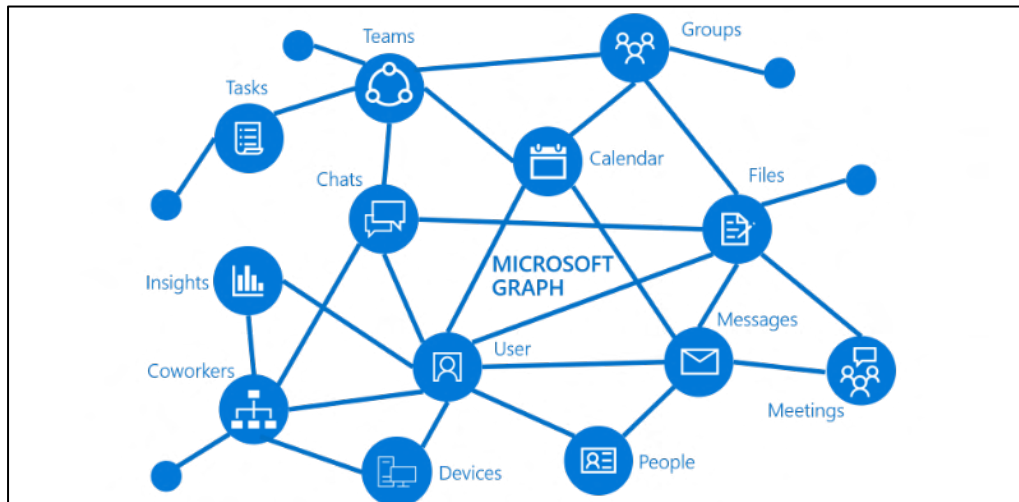 Groups
Teams
Tasks
Calendar
Chats
Files
MICROSOFT
GRAPH
Insights
Messages
User
Coworkers
Meetings
People
Devices